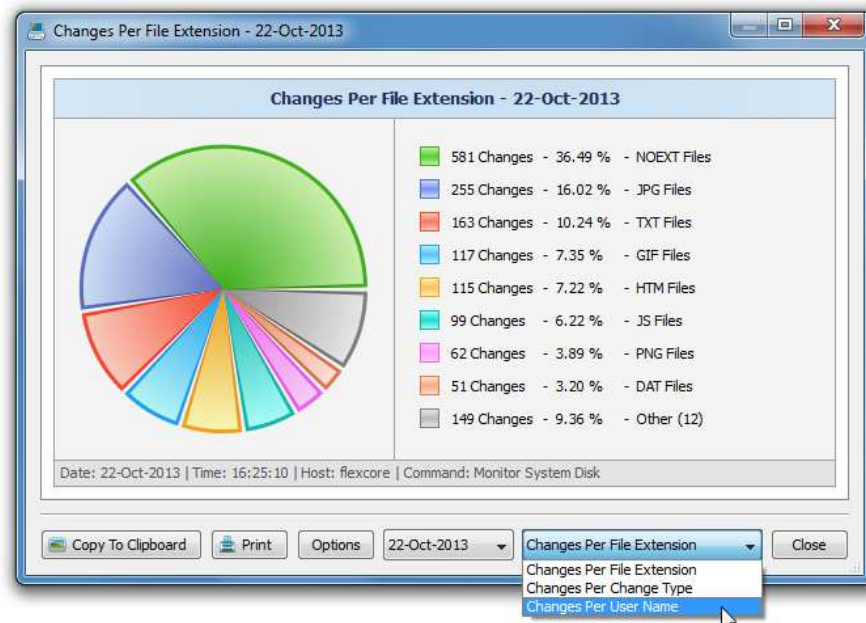 Changes Per File Extension - 22-Oct-2013
Changes Per File Extension - 22-Oct-2013
581 Changes - 36.49 % - NOEXT Files
255 Changes - 16.02 % - JPG Files
163 Changes - 10.24 % - TXT Files
117 Changes - 7.35 % - GIF Files
115 Changes - 7.22 % - HTM Files
99 Changes - 6.22 % - JS Files
62 Changes - 3.89 % - PNG Files
51 Changes - 3.20 % - DAT Files
149 Changes - 9.36 % - Other (12)
Date: 22-Oct-2013 | Time: 16:25:10 | Host: flexcore | Command: Monitor System Disk
Copy To Clipboard Print Options 22-Oct-2013 Changes Per File Extension Close
Changes Per File Extension
Changes Per Change Type
Changes Per User Name